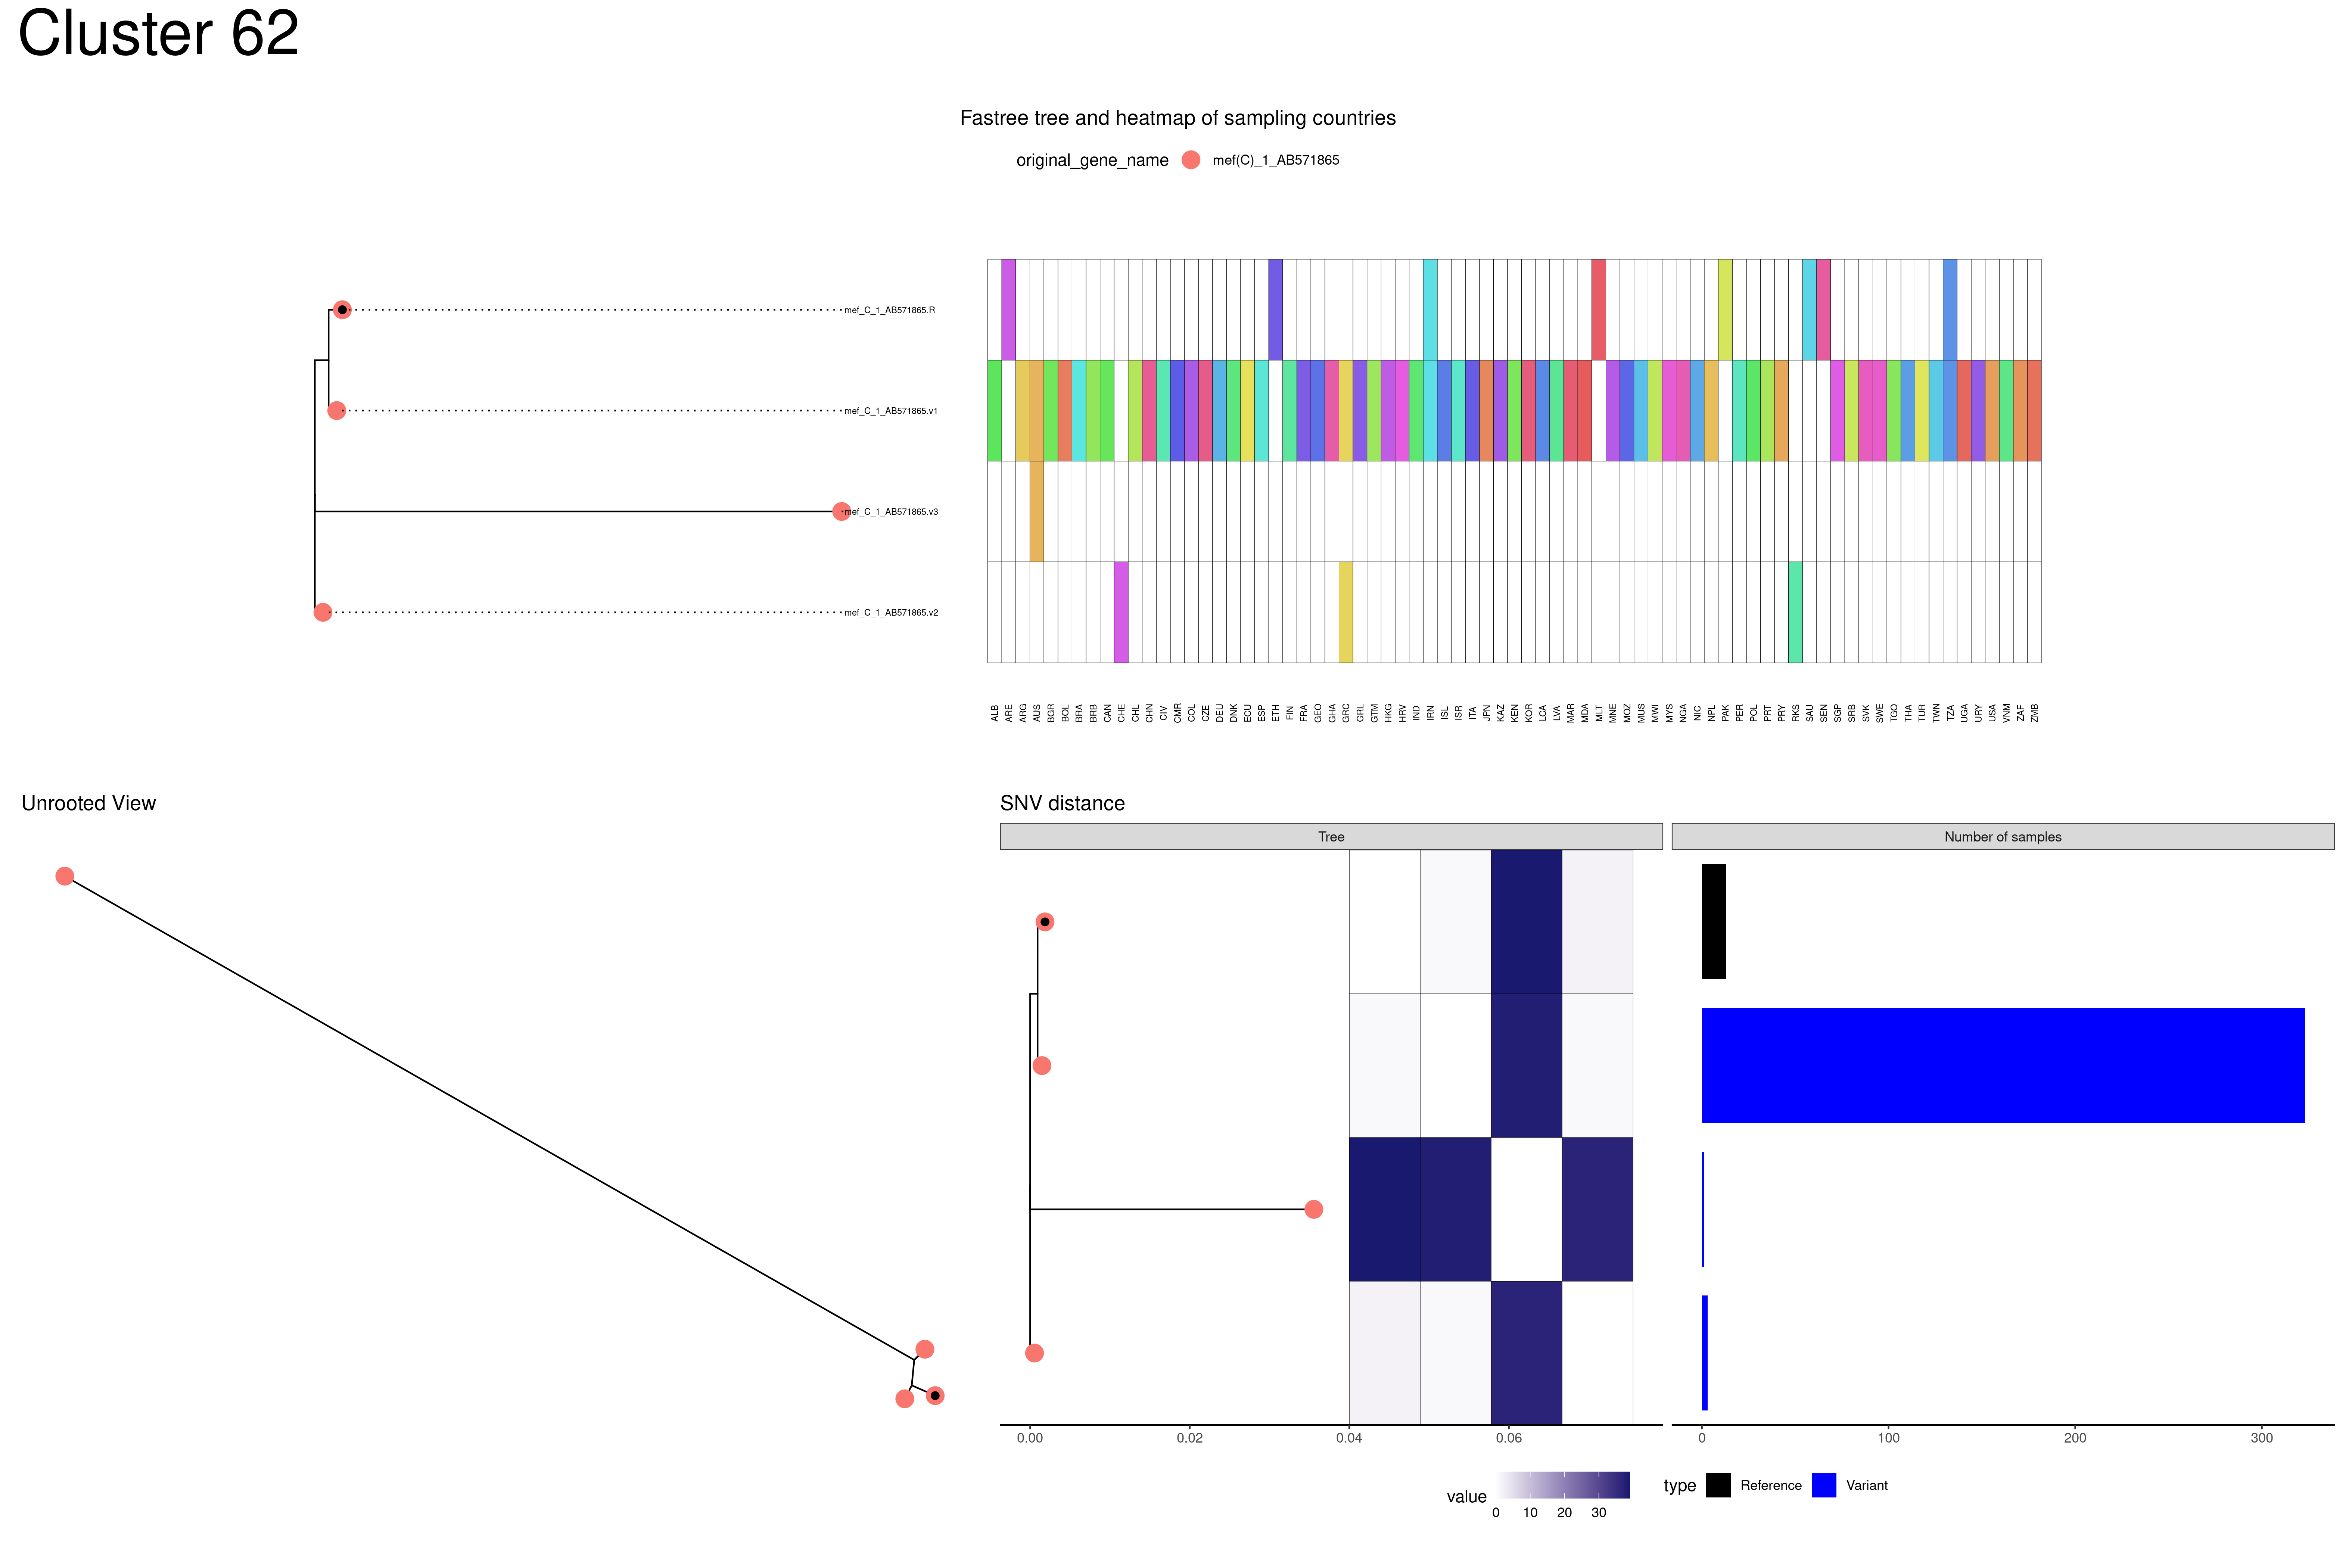 Cluster 62
Fastree tree and heatmap of sampling countries
original_gene_name mef(C)_1_AB571865
mef_C_1_AB571865.R
mef_C_1_AB571865.v1
mef_C_1_AB571865.v3
mef_C_1_AB571865.v2
ALB ARE ARG AUS BGR BOL BRA BRB CAN CHE CHL CHN CIV CMR COL CZE DEU DNK ECU ESP ETH FIN FRA GEO GHA GRC GRL GTM HKG HRV IND IRN ISL ISR ITA JPN KAZ KEN KOR LCA LVA MAR MDA MLT MNE MOZ MUS MWI MYS NGA NIC NPL PAK PER POL PRT PRY RKS SAU SEN SGP SRB SVK SWE TGO THA TUR TWN TZA UGA URY USA VNM ZAF ZMB
Unrooted View
SNV distance
Tree
Number of samples
0.00 0.02 0.04 0.06
0 100 200 300
value
0 10 20 30
type Reference Variant